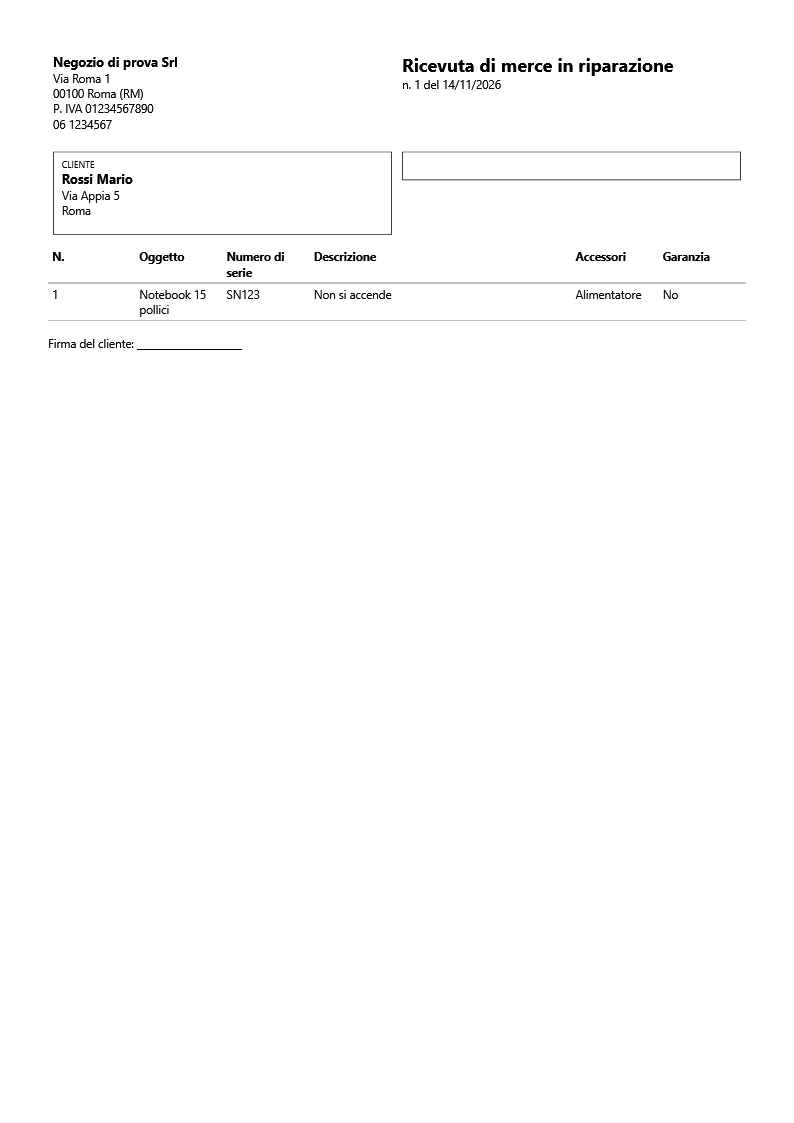 Negozio di prova Srl
Via Roma 1
00100 Roma (RM)
P. IVA 01234567890
06 1234567
Ricevuta di merce in riparazione
n. 1 del 14/11/2026
CLIENTE
Rossi Mario
Via Appia 5
Roma
N. Oggetto Numero di serie Descrizione Accessori Garanzia
1 Notebook 15 pollici SN123 Non si accende Alimentatore No
Firma del cliente: _________________